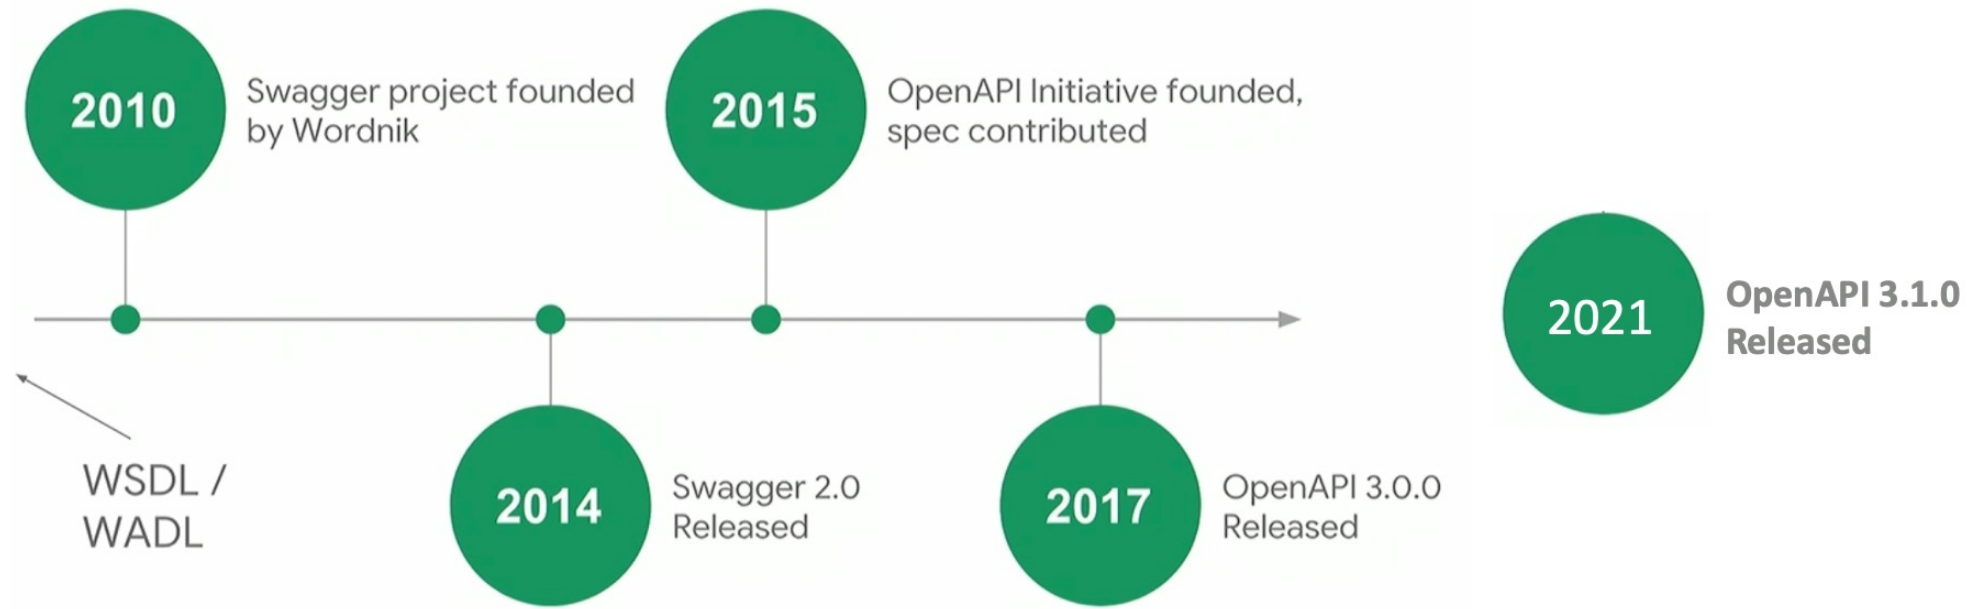 2010
Swagger project founded
by Wordnik
2015
OpenAPI Initiative founded,
spec contributed
2021
OpenAPI 3.1.0
Released
WSDL /
WADL
2014
Swagger 2.0
Released
2017
OpenAPI 3.0.0
Released